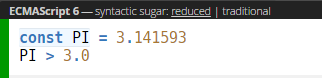 ECMAScript 6 — syntactic sugar: reduced | traditional
const PI = 3.141593
PI > 3.0